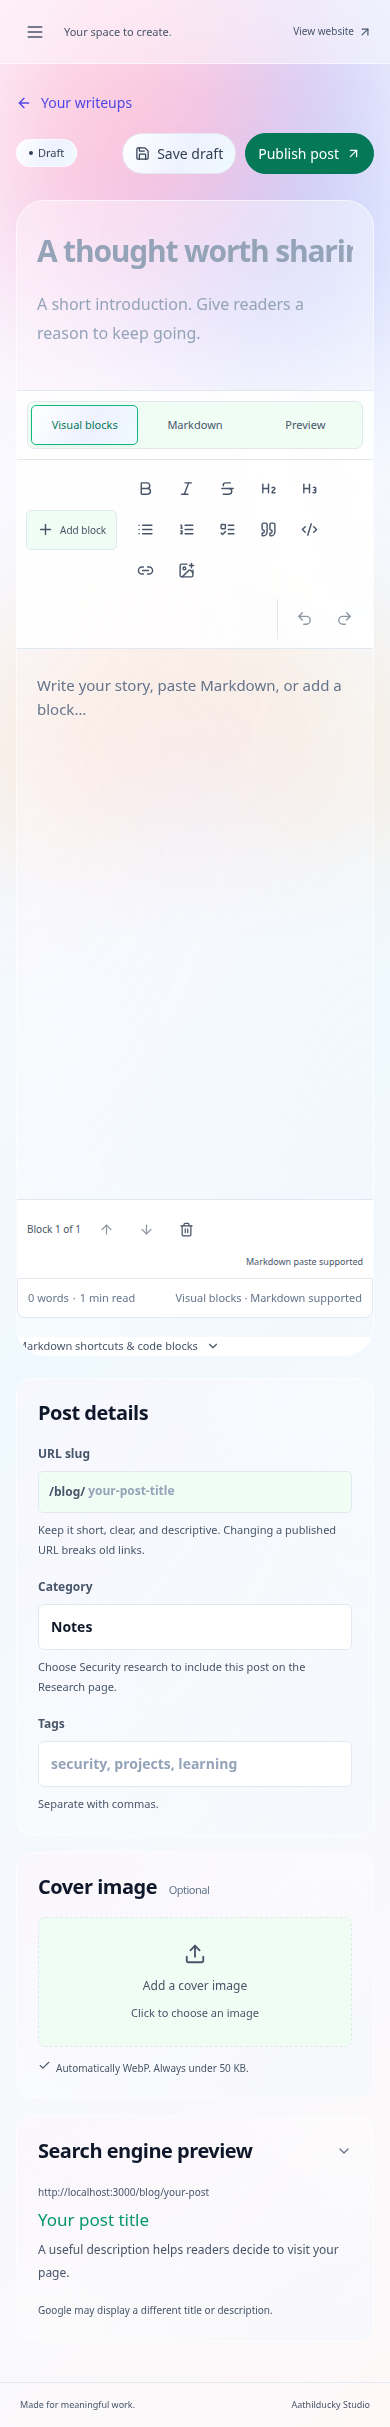 Your space to create.
View website
Your writeups
• Draft
Save draft
Publish post
A thought worth sharin
A short introduction. Give readers a
reason to keep going.
Visual blocks
Markdown
Preview
Add block
H2
H3
Write your story, paste Markdown, or add a
block...
Block 1 of 1
Markdown paste supported
0 words · 1 min read
Visual blocks · Markdown supported
Markdown shortcuts & code blocks
Post details
URL slug
/blog/ your-post-title
Keep it short, clear, and descriptive. Changing a published
URL breaks old links.
Category
Notes
Choose Security research to include this post on the
Research page.
Tags
security, projects, learning
Separate with commas.
Cover image Optional
Add a cover image
Click to choose an image
Automatically WebP. Always under 50 KB.
Search engine preview
http://localhost:3000/blog/your-post
Your post title
A useful description helps readers decide to visit your
page.
Google may display a different title or description.
Made for meaningful work.
Aathilducky Studio